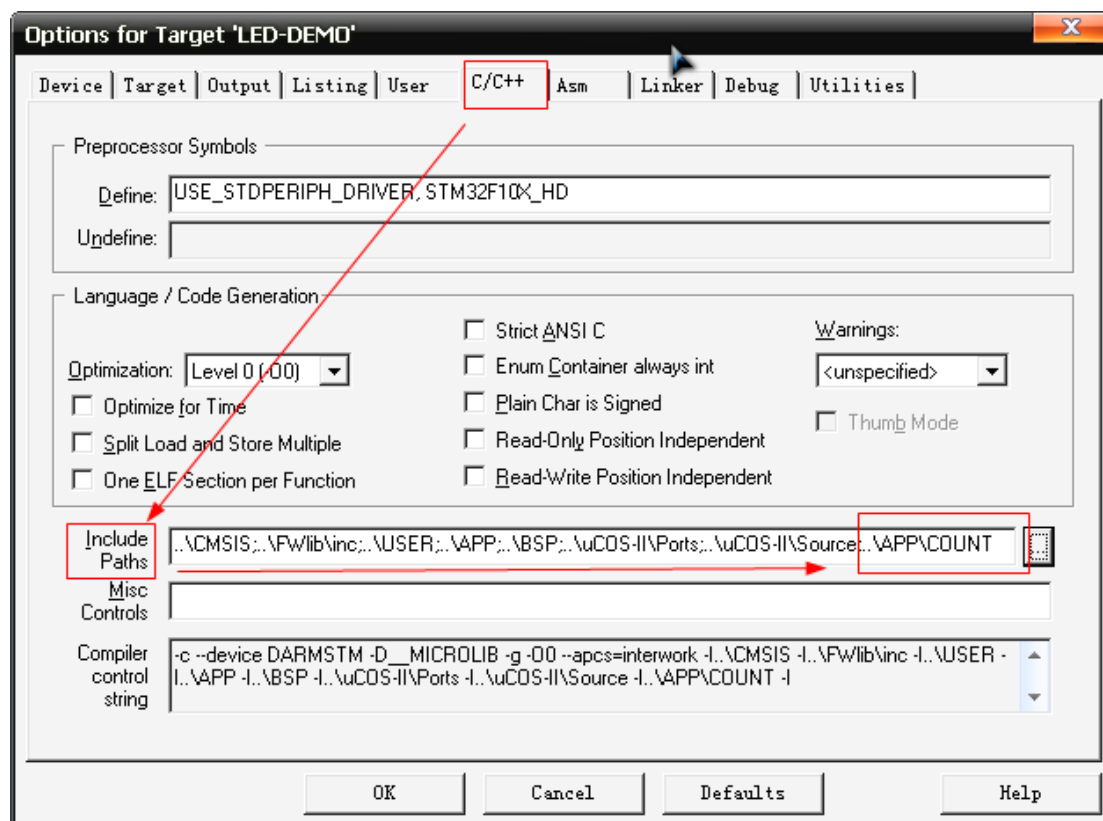 Options for Target 'LED-DEMO'
Device Target Output Listing User C/C++ Asm Linker Debug Utilities
Preprocessor Symbols
Define: USE_STDPERIPH_DRIVER, STM32F10X_HD
Undefine:
Language / Code Generation
Strict ANSI C Warnings:
Optimization: Level 0 (-O0) Enum Container always int <unspecified>
Optimize for Time Plain Char is Signed
Thumb Mode
Split Load and Store Multiple Read-Only Position Independent
One ELF Section per Function Read-Write Position Independent
Include Paths ..\CMSIS;..\FWlib\inc;..\USER;..\APP;..\BSP;..\uCOS-II\Ports;..\uCOS-II\Source;..\APP\COUNT ...
Misc Controls
Compiler control string
-c --device DARMSTM -D__MICROLIB -g -O0 --apcs=interwork -I..\CMSIS -I..\FWlib\inc -I..\USER -
I..\APP -I..\BSP -I..\uCOS-II\Ports -I..\uCOS-II\Source -I..\APP\COUNT -I
OK Cancel Defaults Help